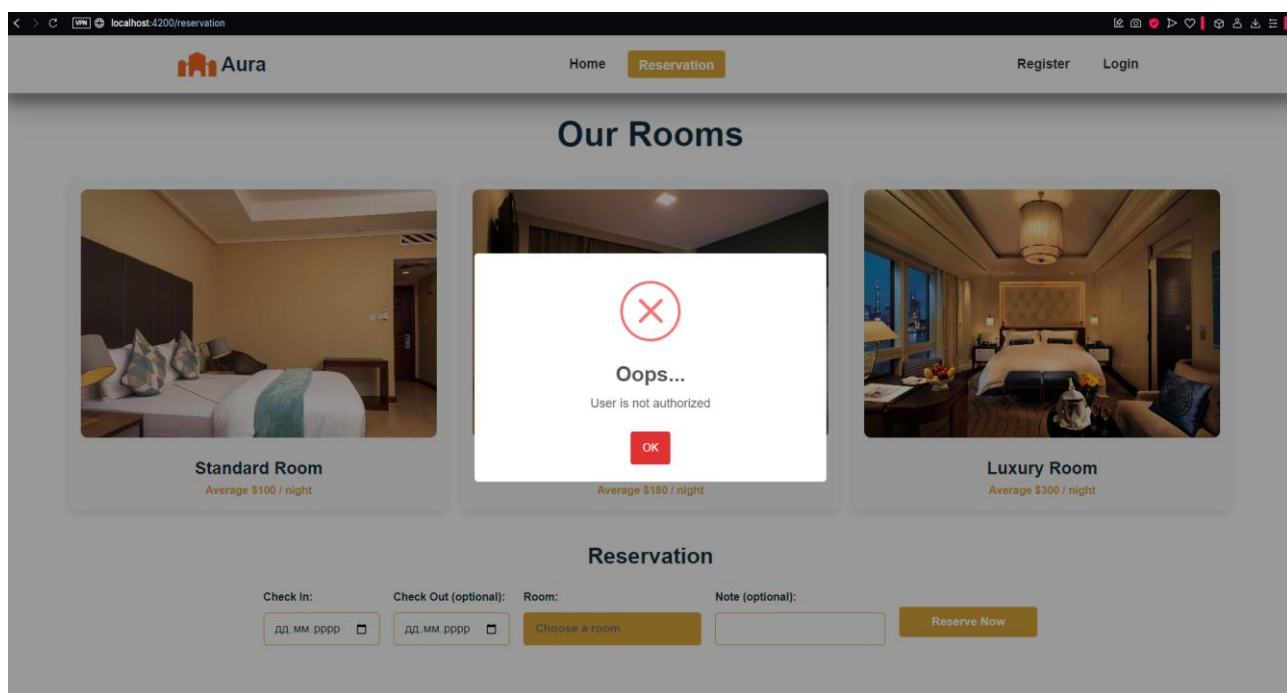 VPN localhost:4200/reservation
Aura Home Reservation Register Login
Our Rooms
Oops...
User is not authorized
OK
Standard Room
Average $100 / night
Average $180 / night
Luxury Room
Average $300 / night
Reservation
Check In: Check Out (optional): Room: Note (optional):
дд.мм.рррр дд.мм.рррр Choose a room Reserve Now